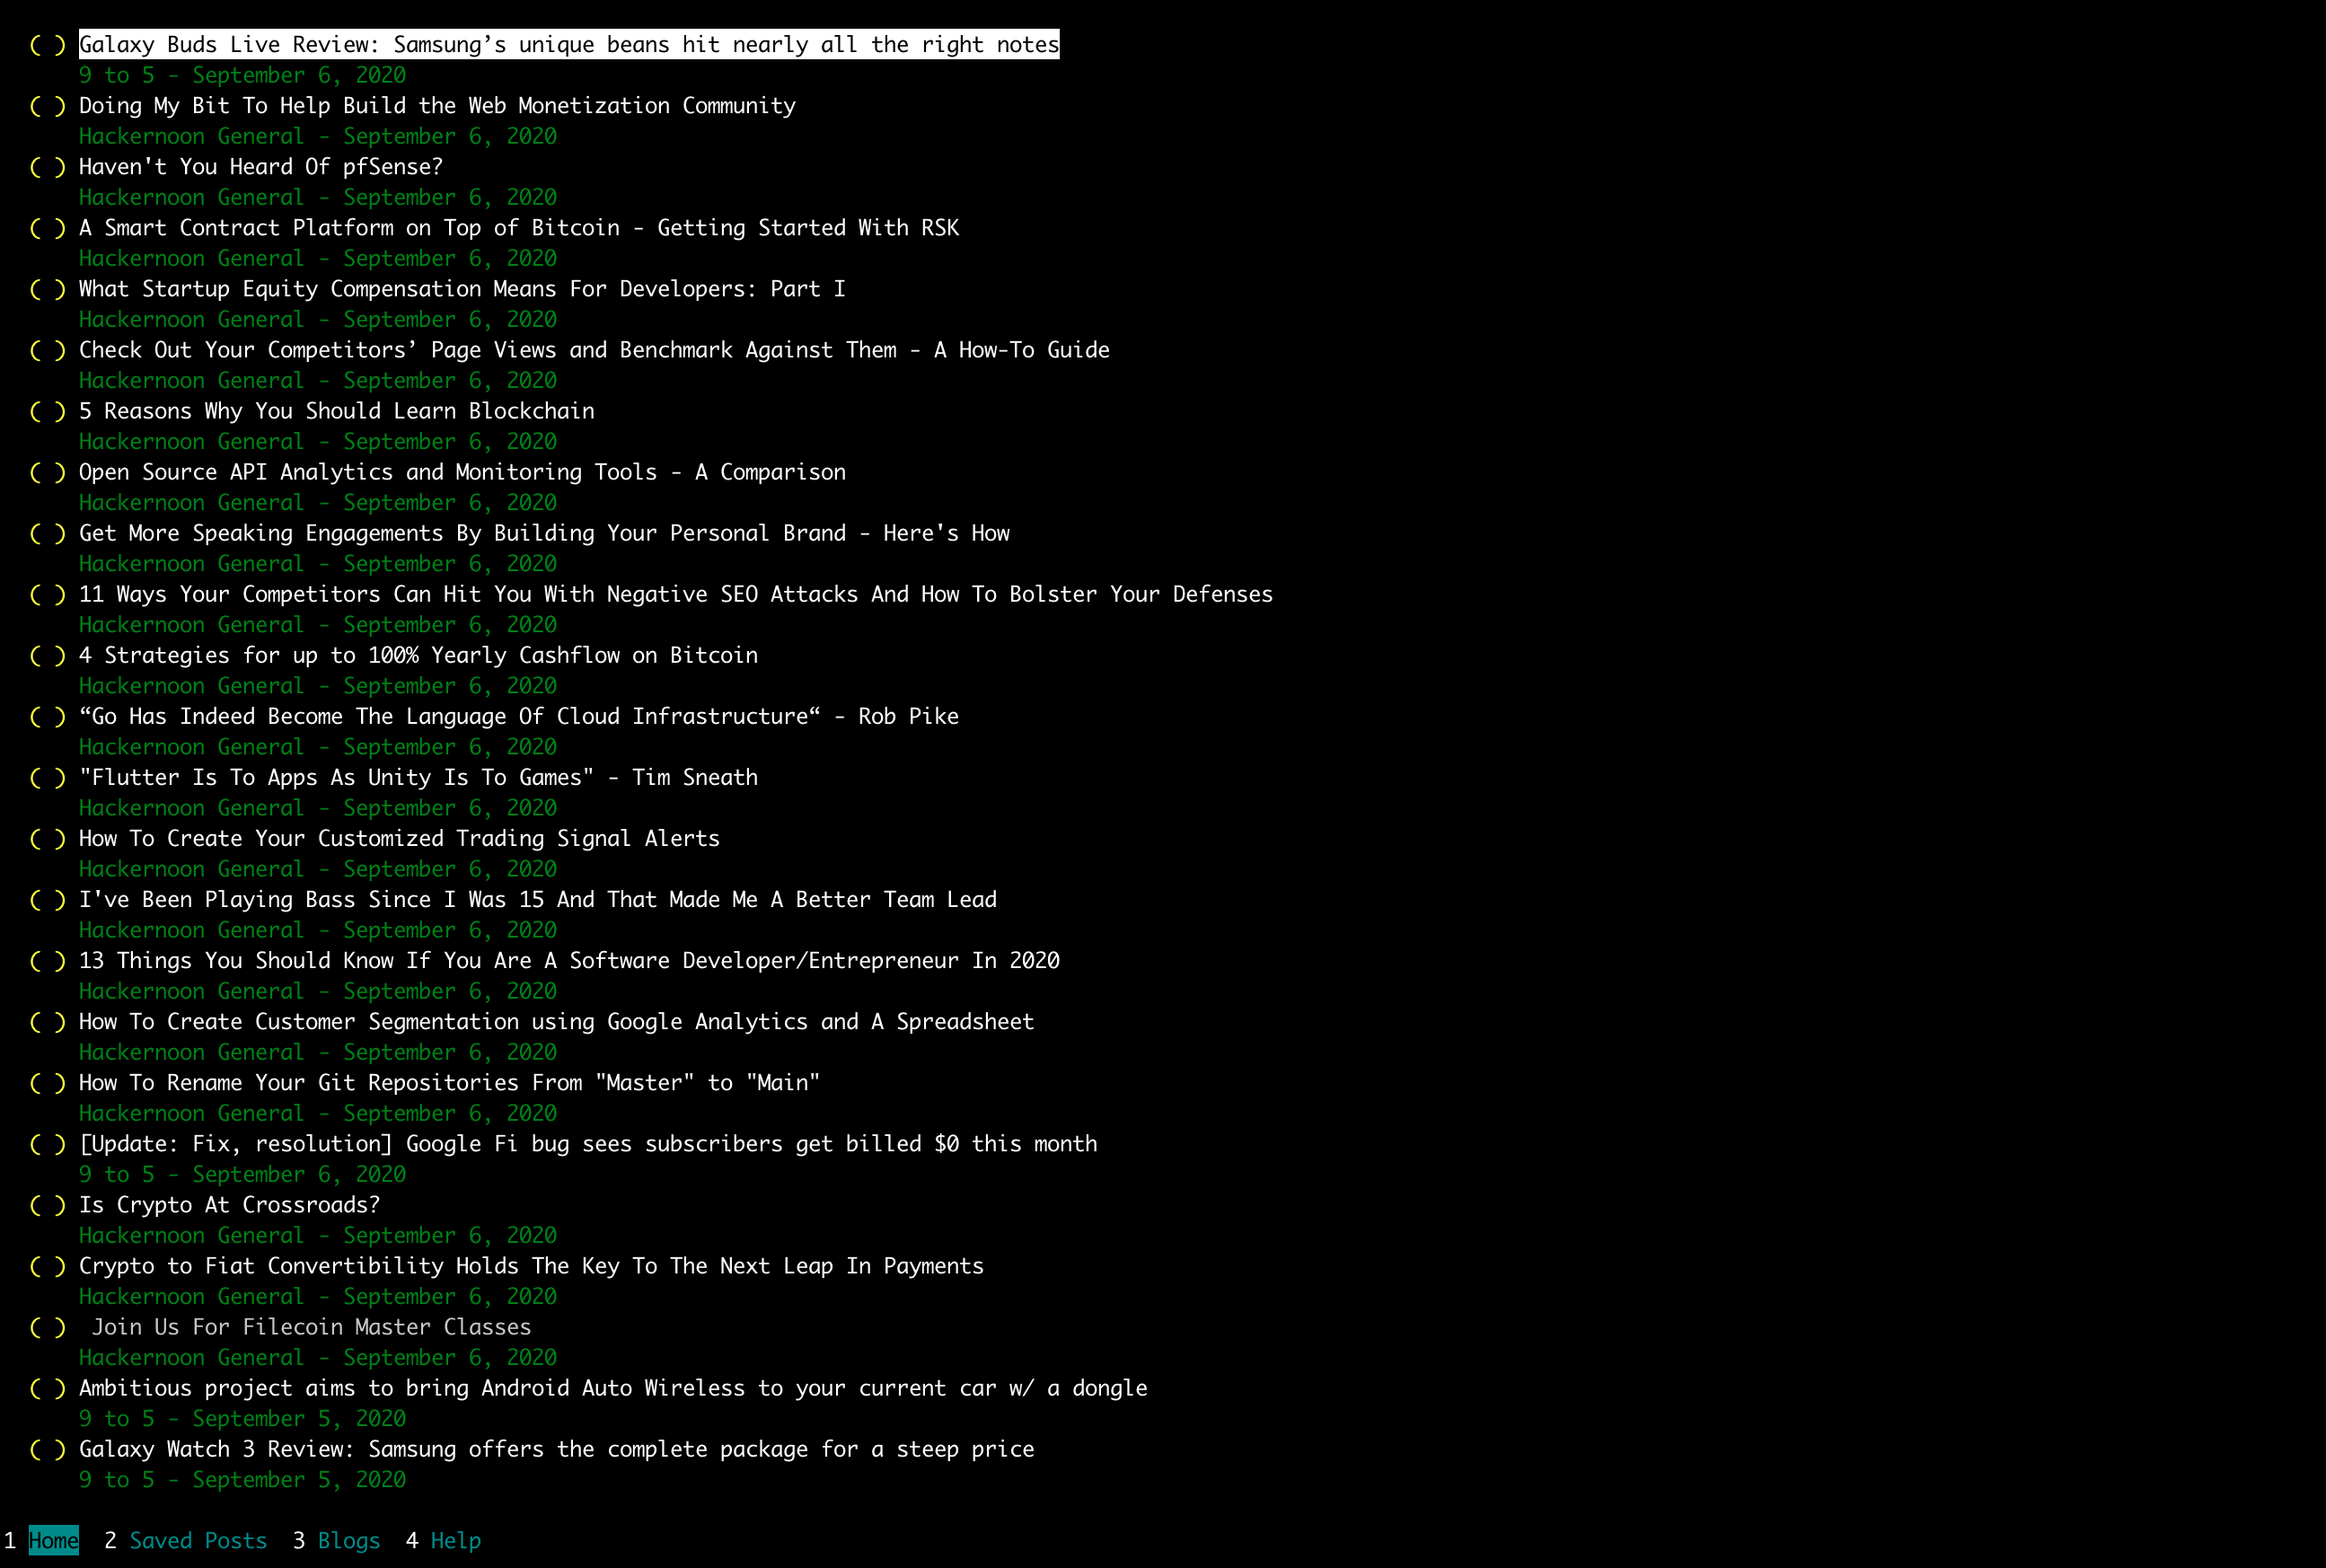 ( ) Galaxy Buds Live Review: Samsung’s unique beans hit nearly all the right notes
9 to 5 - September 6, 2020
( ) Doing My Bit To Help Build the Web Monetization Community
Hackernoon General - September 6, 2020
( ) Haven't You Heard Of pfSense?
Hackernoon General - September 6, 2020
( ) A Smart Contract Platform on Top of Bitcoin - Getting Started With RSK
Hackernoon General - September 6, 2020
( ) What Startup Equity Compensation Means For Developers: Part I
Hackernoon General - September 6, 2020
( ) Check Out Your Competitors’ Page Views and Benchmark Against Them - A How-To Guide
Hackernoon General - September 6, 2020
( ) 5 Reasons Why You Should Learn Blockchain
Hackernoon General - September 6, 2020
( ) Open Source API Analytics and Monitoring Tools - A Comparison
Hackernoon General - September 6, 2020
( ) Get More Speaking Engagements By Building Your Personal Brand - Here's How
Hackernoon General - September 6, 2020
( ) 11 Ways Your Competitors Can Hit You With Negative SEO Attacks And How To Bolster Your Defenses
Hackernoon General - September 6, 2020
( ) 4 Strategies for up to 100% Yearly Cashflow on Bitcoin
Hackernoon General - September 6, 2020
( ) “Go Has Indeed Become The Language Of Cloud Infrastructure“ - Rob Pike
Hackernoon General - September 6, 2020
( ) "Flutter Is To Apps As Unity Is To Games" - Tim Sneath
Hackernoon General - September 6, 2020
( ) How To Create Your Customized Trading Signal Alerts
Hackernoon General - September 6, 2020
( ) I've Been Playing Bass Since I Was 15 And That Made Me A Better Team Lead
Hackernoon General - September 6, 2020
( ) 13 Things You Should Know If You Are A Software Developer/Entrepreneur In 2020
Hackernoon General - September 6, 2020
( ) How To Create Customer Segmentation using Google Analytics and A Spreadsheet
Hackernoon General - September 6, 2020
( ) How To Rename Your Git Repositories From "Master" to "Main"
Hackernoon General - September 6, 2020
( ) [Update: Fix, resolution] Google Fi bug sees subscribers get billed $0 this month
9 to 5 - September 6, 2020
( ) Is Crypto At Crossroads?
Hackernoon General - September 6, 2020
( ) Crypto to Fiat Convertibility Holds The Key To The Next Leap In Payments
Hackernoon General - September 6, 2020
( ) Join Us For Filecoin Master Classes
Hackernoon General - September 6, 2020
( ) Ambitious project aims to bring Android Auto Wireless to your current car w/ a dongle
9 to 5 - September 5, 2020
( ) Galaxy Watch 3 Review: Samsung offers the complete package for a steep price
9 to 5 - September 5, 2020
1 Home 2 Saved Posts 3 Blogs 4 Help